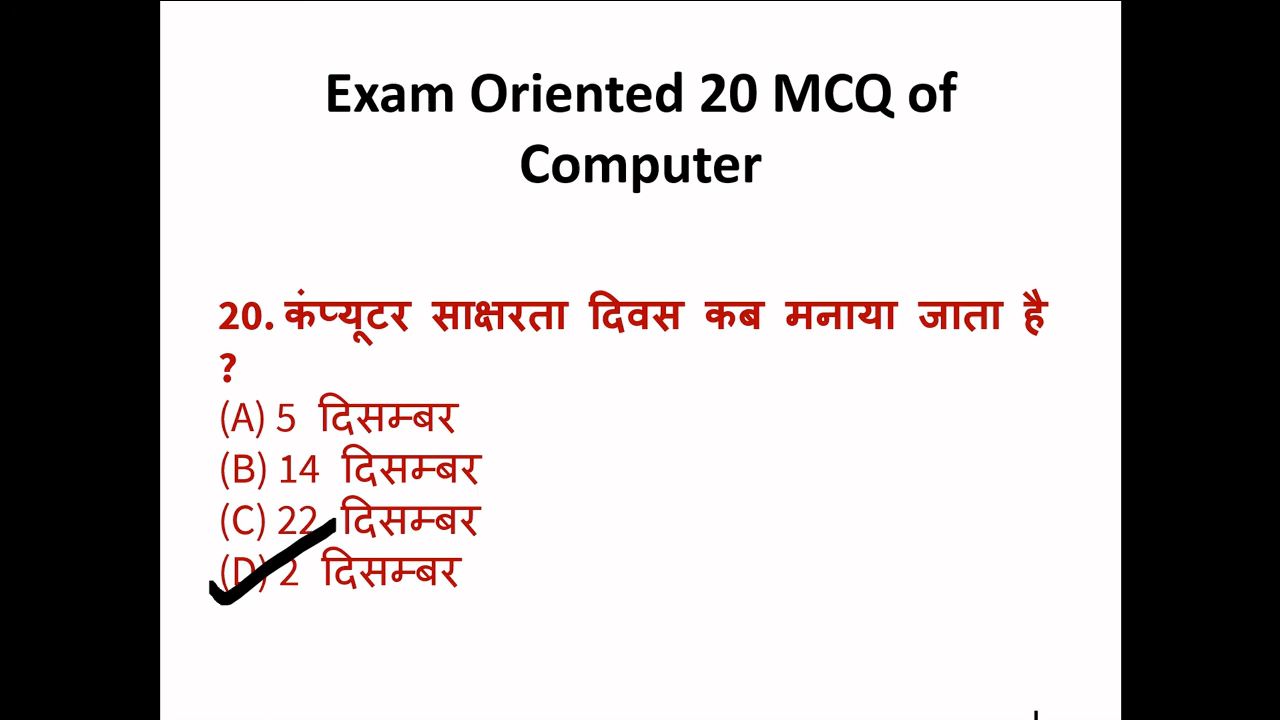 Exam Oriented 20 MCQ of
Computer
20. कंप्यूटर साक्षरता दिवस कब मनाया जाता है
?
(A) 5 दिसम्बर
(B) 14 दिसम्बर
(C) 22 दिसम्बर
(D) 2 दिसम्बर